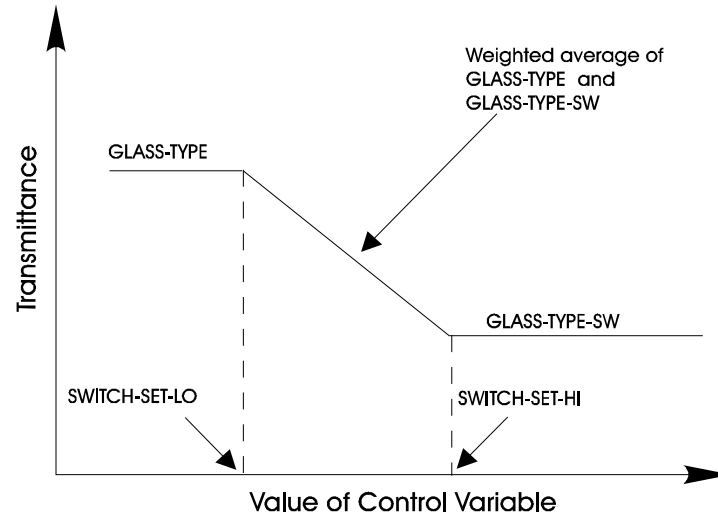 Weighted average of
GLASS-TYPE and
GLASS-TYPE-SW
GLASS-TYPE
Transmittance
GLASS-TYPE-SW
SWITCH-SET-LO
SWITCH-SET-HI
Value of Control Variable